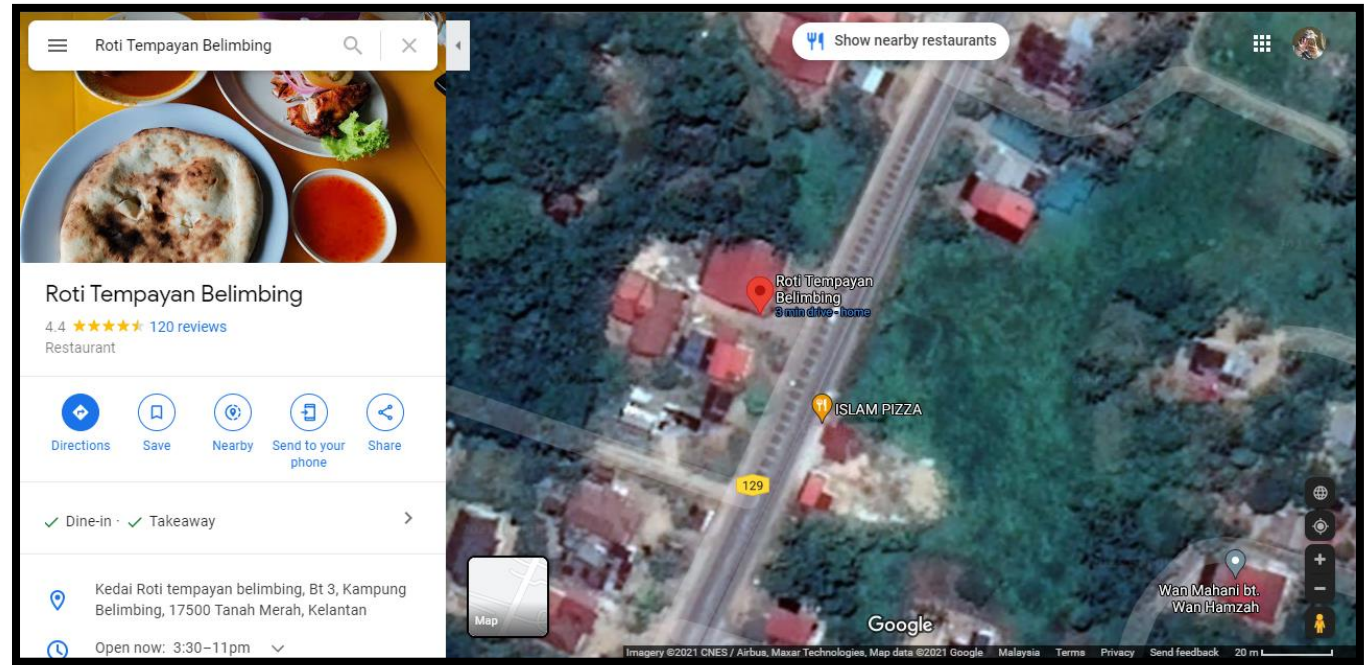 Roti Tempayan Belimbing
Show nearby restaurants
Roti Tempayan Belimbing
4.4 120 reviews
Restaurant
Directions
Save
Nearby
Send to your
phone
Share
Dine-in · Takeaway
Kedai Roti tempayan belimbing, Bt 3, Kampung
Belimbing, 17500 Tanah Merah, Kelantan
Open now: 3:30–11pm
Roti Tempayan
Belimbing
3 min drive - home
ISLAM PIZZA
129
Wan Mahani bt.
Wan Hamzah
Map
Google
Imagery ©2021 CNES / Airbus, Maxar Technologies, Map data ©2021 Google Malaysia Terms Privacy Send feedback 20 m